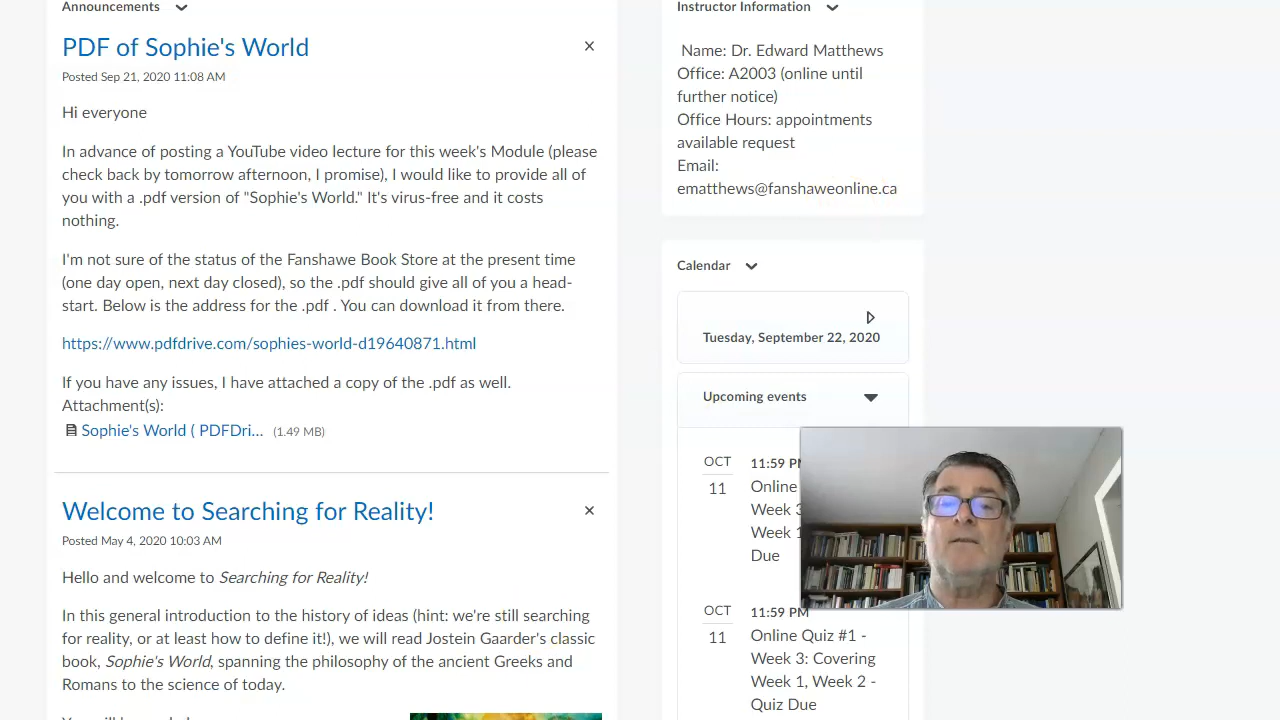 Announcements
PDF of Sophie's World
Posted Sep 21, 2020 11:08 AM
Hi everyone
In advance of posting a YouTube video lecture for this week's Module (please
check back by tomorrow afternoon, I promise), I would like to provide all of
you with a .pdf version of "Sophie's World." It's virus-free and it costs
nothing.
I'm not sure of the status of the Fanshawe Book Store at the present time
(one day open, next day closed), so the .pdf should give all of you a head-
start. Below is the address for the .pdf . You can download it from there.
https://www.pdfdrive.com/sophies-world-d19640871.html
If you have any issues, I have attached a copy of the .pdf as well.
Attachment(s):
Sophie's World ( PDFDri... (1.49 MB)
Welcome to Searching for Reality!
Posted May 4, 2020 10:03 AM
Hello and welcome to Searching for Reality!
In this general introduction to the history of ideas (hint: we're still searching
for reality, or at least how to define it!), we will read Jostein Gaarder's classic
book, Sophie's World, spanning the philosophy of the ancient Greeks and
Romans to the science of today.
Instructor Information
Name: Dr. Edward Matthews
Office: A2003 (online until
further notice)
Office Hours: appointments
available request
Email:
ematthews@fanshaweonline.ca
Calendar
Tuesday, September 22, 2020
Upcoming events
OCT
11
11:59 PM
Online
Week 3
Week 1
Due
OCT
11
11:59 PM
Online Quiz #1 -
Week 3: Covering
Week 1, Week 2 -
Quiz Due